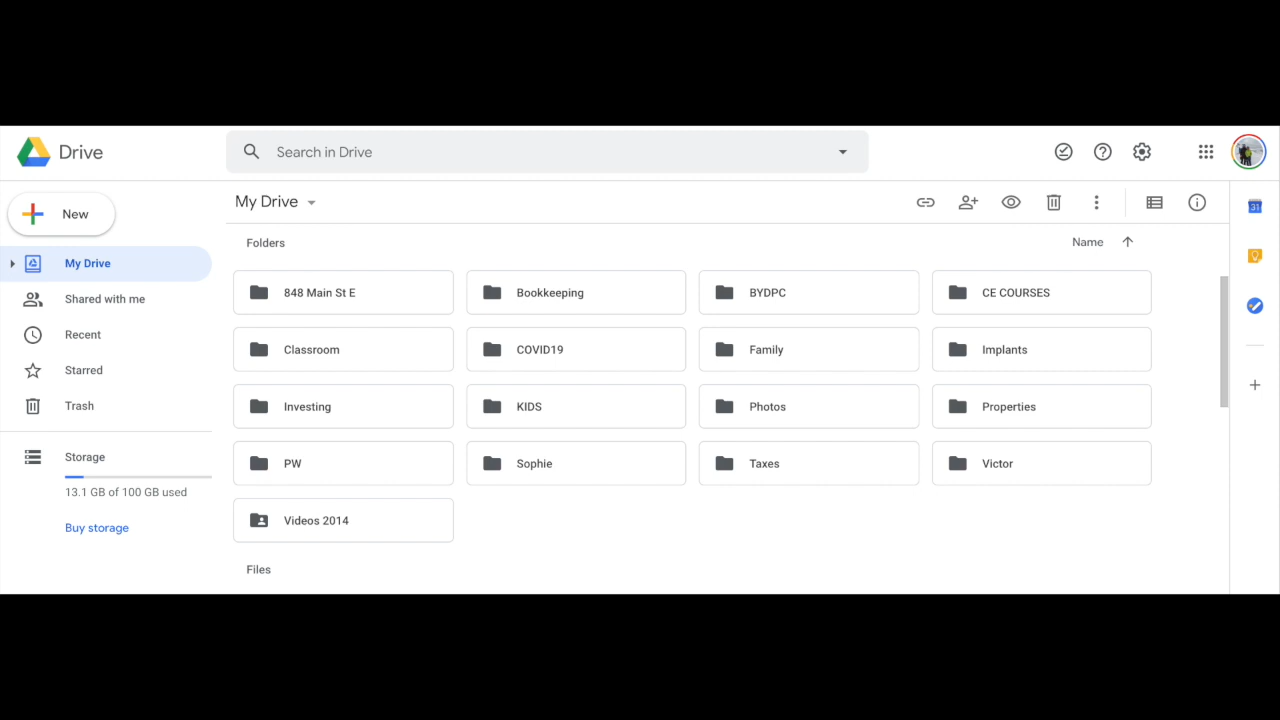 Drive
Search in Drive
New
My Drive
Shared with me
Recent
Starred
Trash
Storage
13.1 GB of 100 GB used
Buy storage
My Drive
Folders
Name
848 Main St E
Bookkeeping
BYDPC
CE COURSES
Classroom
COVID19
Family
Implants
Investing
KIDS
Photos
Properties
PW
Sophie
Taxes
Victor
Videos 2014
Files
31